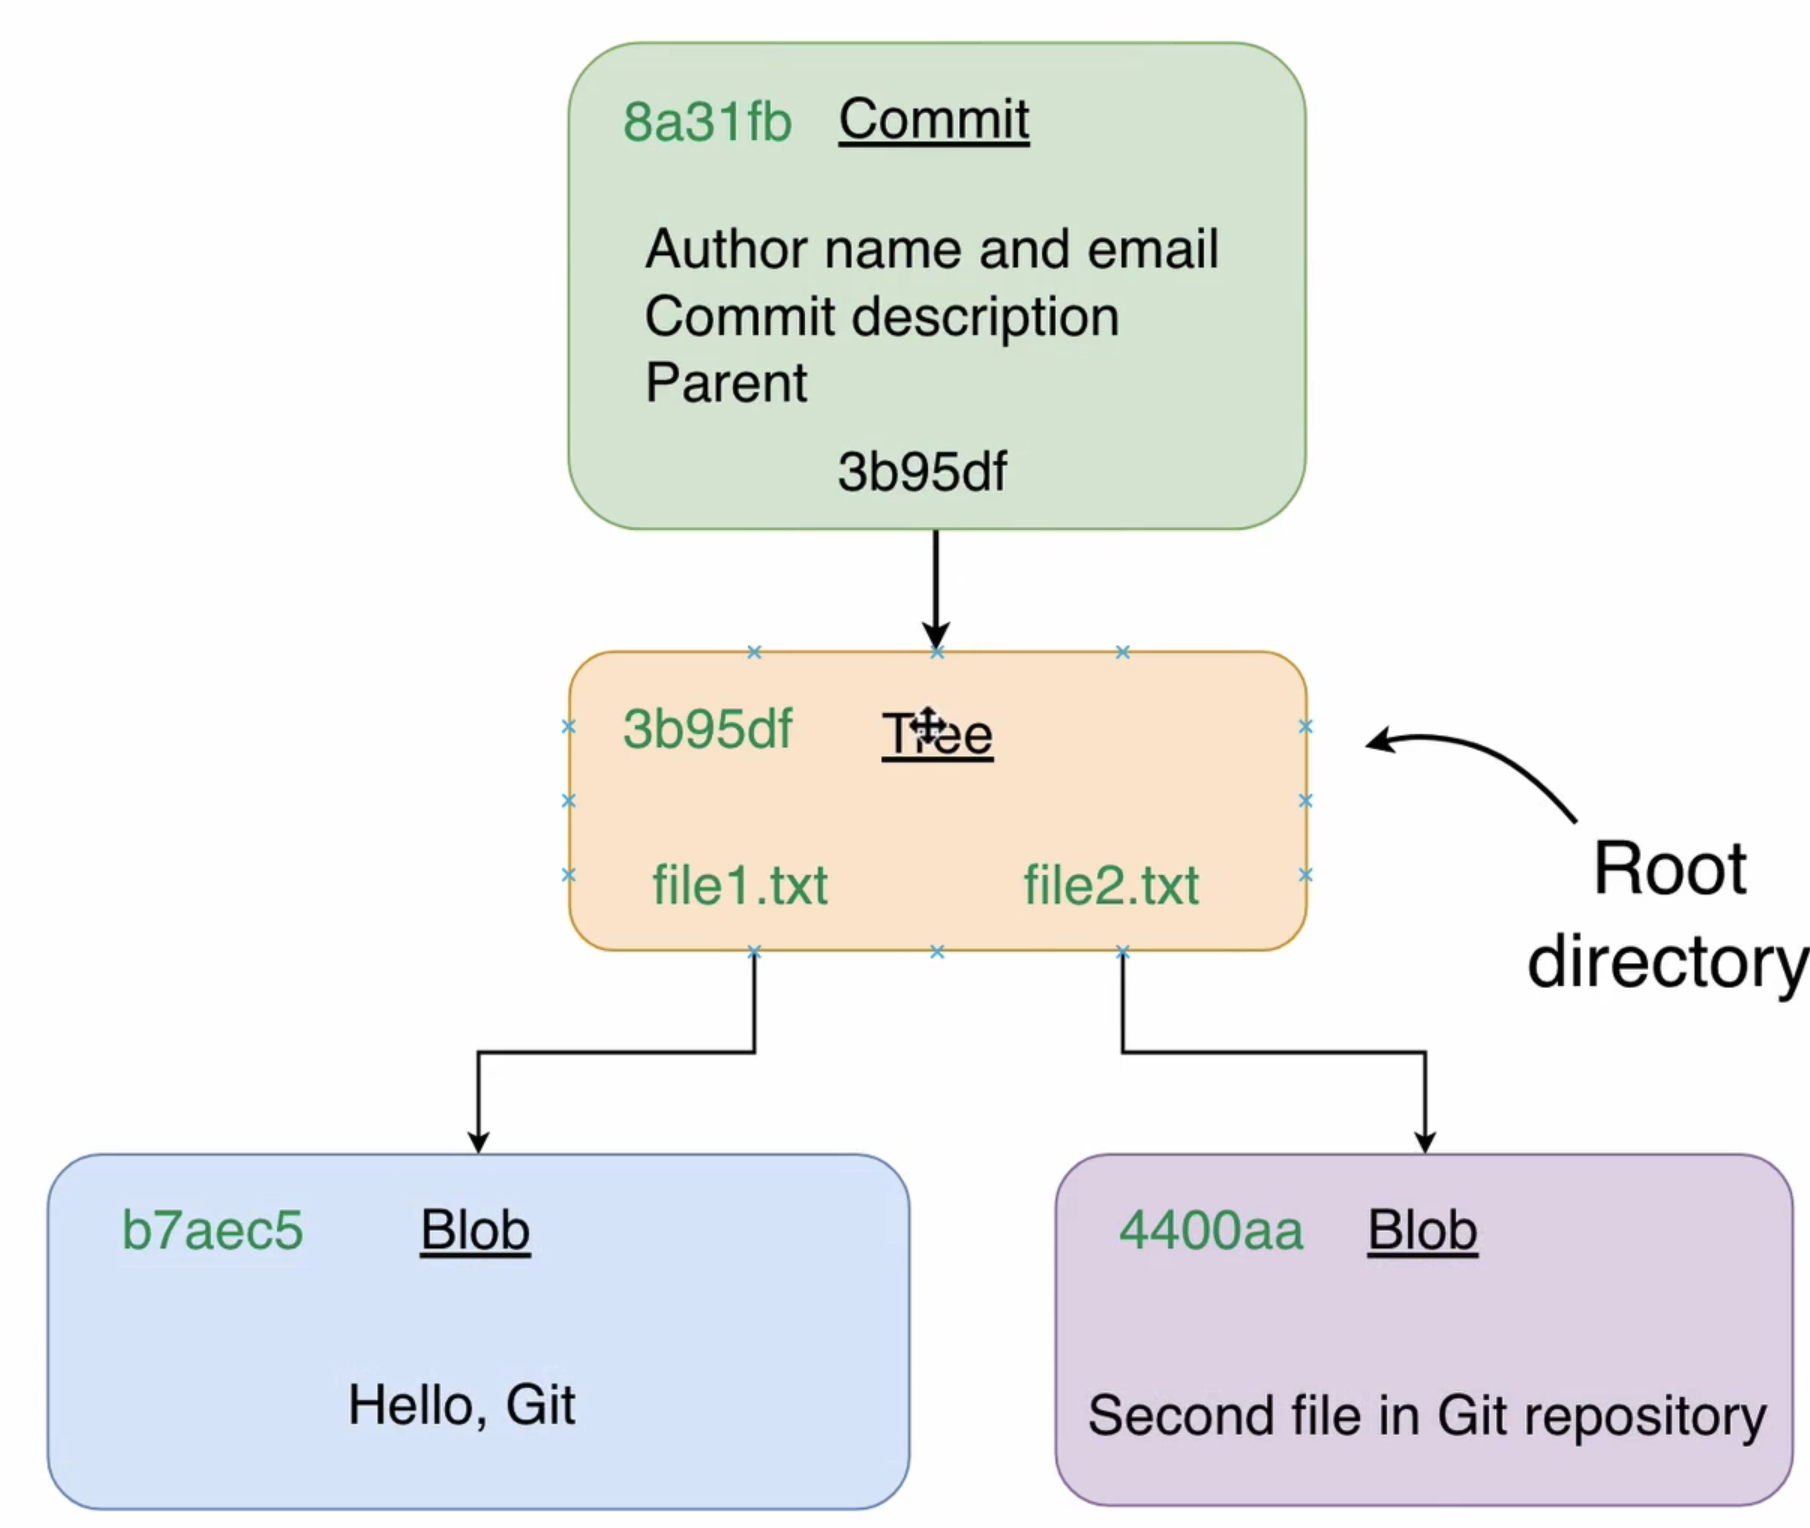 8a31fb Commit
Author name and email
Commit description
Parent
3b95df
3b95df Tree
file1.txt file2.txt
Root
directory
b7aec5 Blob
Hello, Git
4400aa Blob
Second file in Git repository